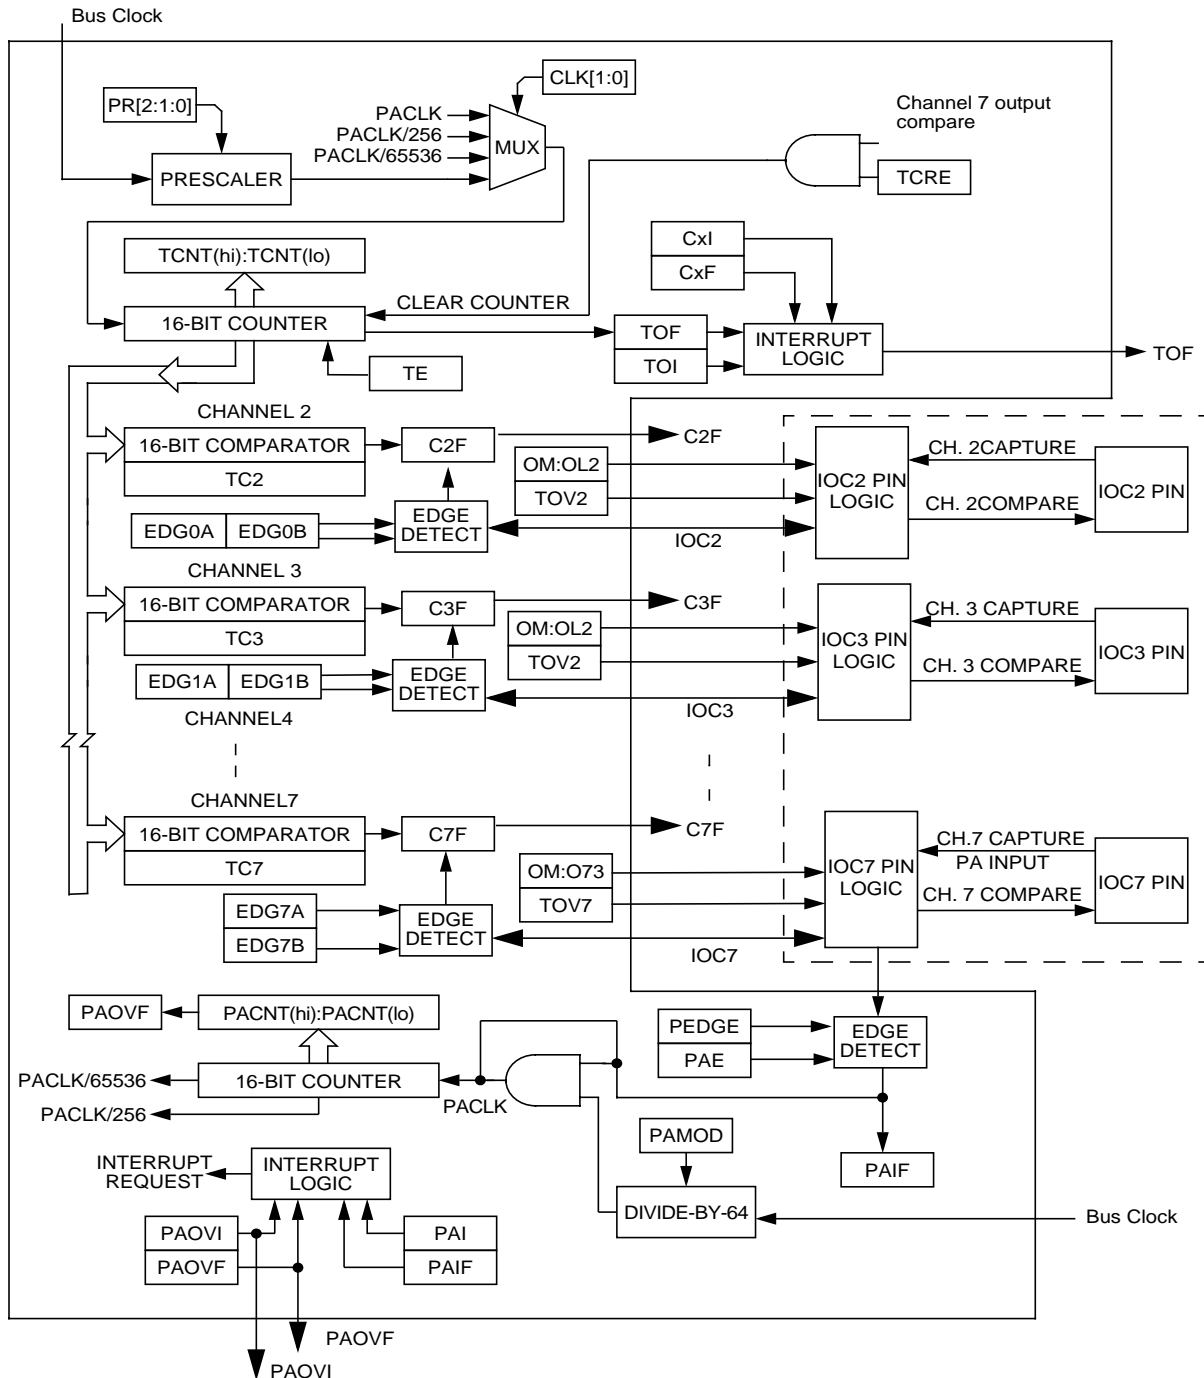 Bus Clock
CLK[1:0]
PR[2:1:0]
PACLK
PACLK/256
PACLK/65536
MUX
Channel 7 output
compare
PRESCALER
TCRE
CxI
CxF
TCNT(hi):TCNT(lo)
CLEAR COUNTER
16-BIT COUNTER
TOF
TOI
INTERRUPT
LOGIC
TOF
TE
CHANNEL 2
16-BIT COMPARATOR
TC2
C2F
C2F
OM:OL2
TOV2
IOC2 PIN
LOGIC
CH. 2CAPTURE
CH. 2COMPARE
IOC2 PIN
EDG0A
EDG0B
EDGE
DETECT
IOC2
CHANNEL 3
16-BIT COMPARATOR
TC3
C3F
C3F
OM:OL2
TOV2
IOC3 PIN
LOGIC
CH. 3 CAPTURE
CH. 3 COMPARE
IOC3 PIN
EDG1A
EDG1B
EDGE
DETECT
IOC3
CHANNEL4
CHANNEL7
16-BIT COMPARATOR
TC7
C7F
C7F
OM:O73
TOV7
IOC7 PIN
LOGIC
CH.7 CAPTURE
PA INPUT
CH. 7 COMPARE
IOC7 PIN
EDG7A
EDG7B
EDGE
DETECT
IOC7
PAOVF
PACNT(hi):PACNT(lo)
PEDGE
PAE
EDGE
DETECT
PACLK/65536
16-BIT COUNTER
PACLK
PACLK/256
PAMOD
PAIF
INTERRUPT
REQUEST
INTERRUPT
LOGIC
DIVIDE-BY-64
Bus Clock
PAOVI
PAOVF
PAI
PAIF
PAOVF
PAOVI